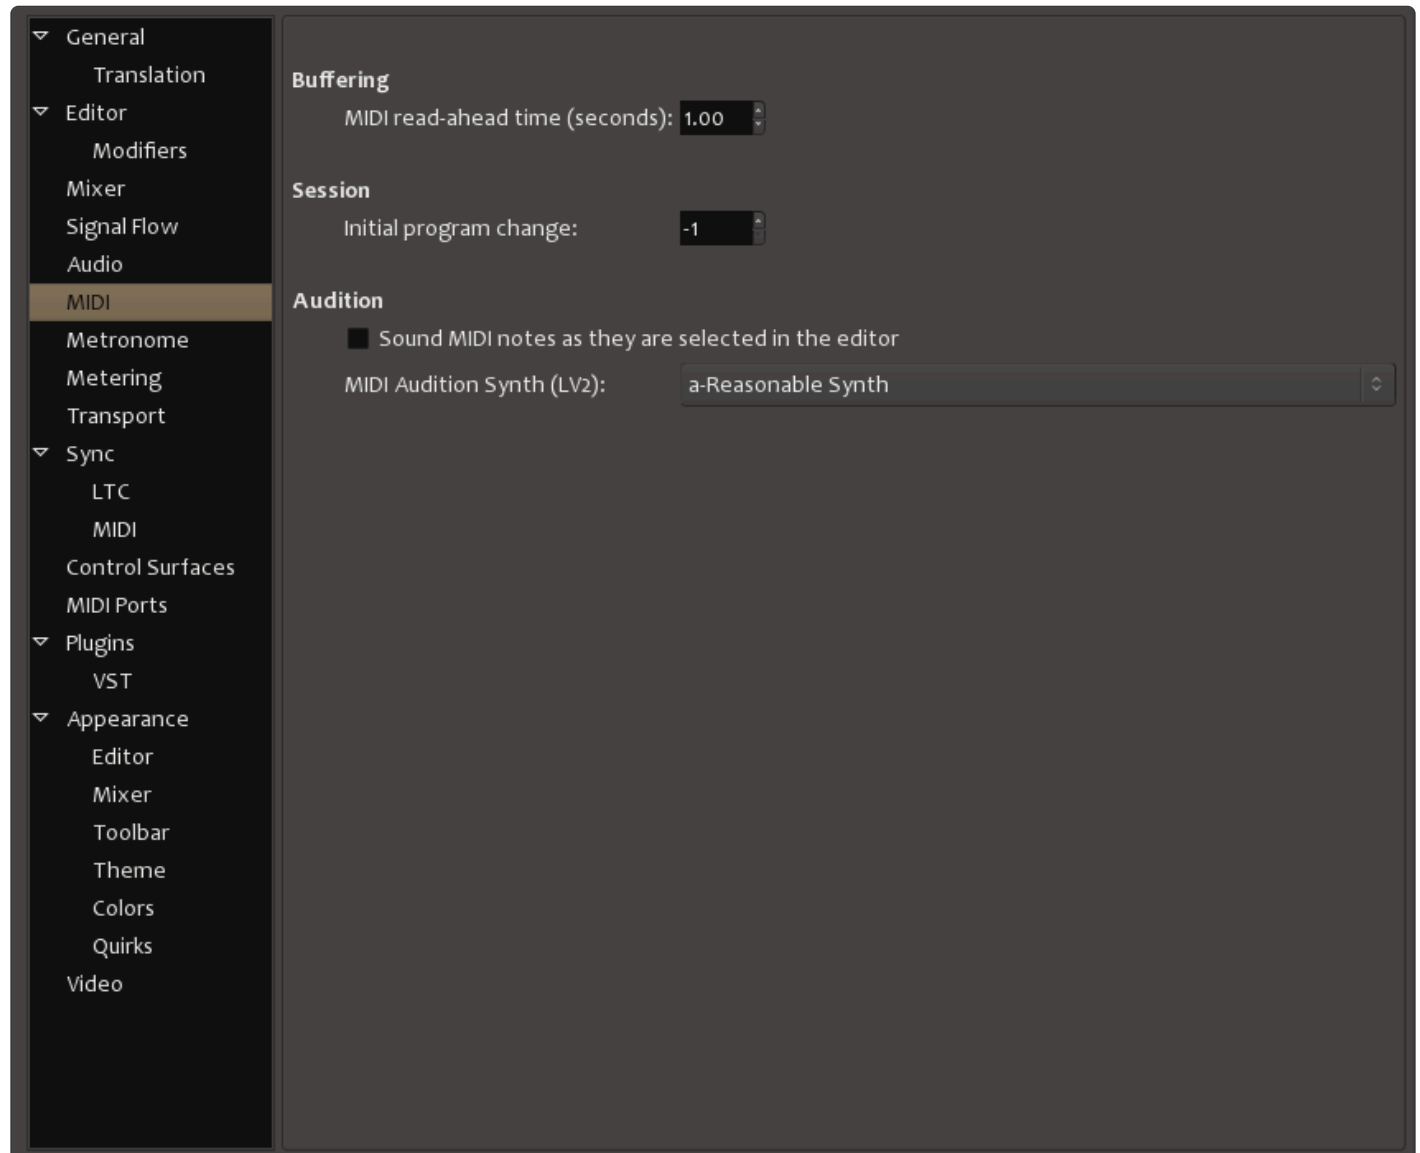 General
Translation
Editor
Modifiers
Mixer
Signal Flow
Audio
MIDI
Metronome
Metering
Transport
Sync
LTC
MIDI
Control Surfaces
MIDI Ports
Plugins
VST
Appearance
Editor
Mixer
Toolbar
Theme
Colors
Quirks
Video
Buffering
MIDI read-ahead time (seconds): 1.00
Session
Initial program change: -1
Audition
Sound MIDI notes as they are selected in the editor
MIDI Audition Synth (LV2): a-Reasonable Synth